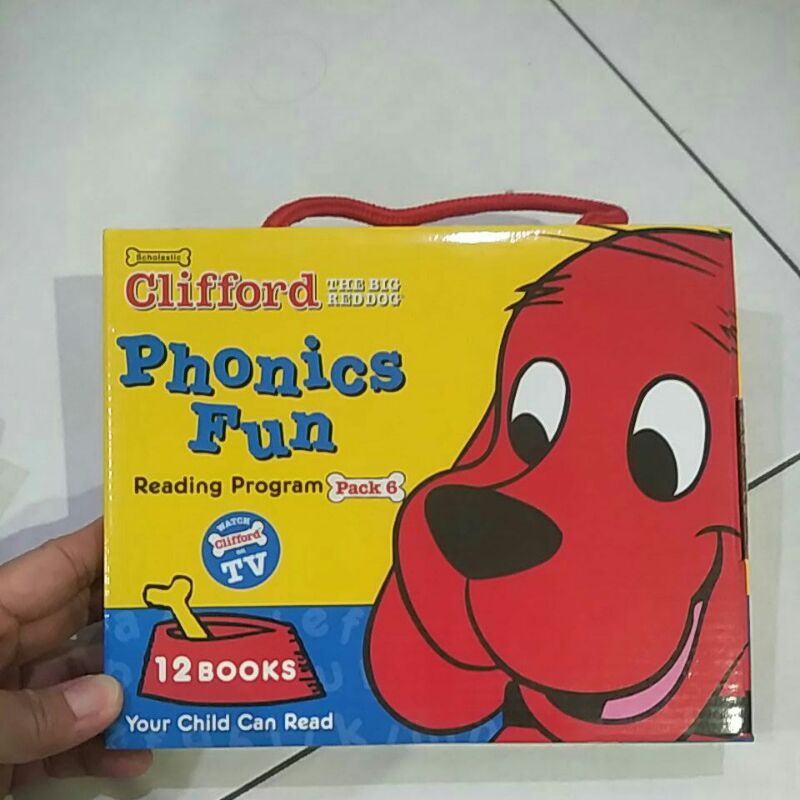 Scholastic
Clifford THE BIG
RED DOG
Phonics
Fun
Reading Program Pack 6
WATCH
Clifford
on
TV
12 BOOKS
Your Child Can Read